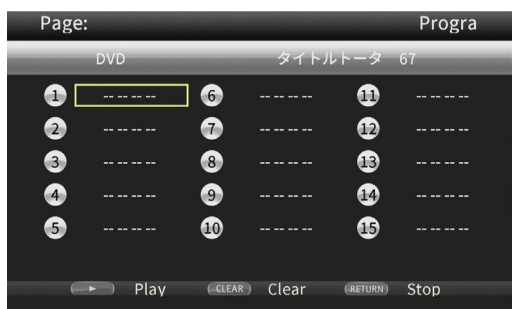 Page: Progra
DVD タイトルトータ 67
1 -- -- -- -- 6 -- -- -- -- 11 -- -- -- --
2 -- -- -- -- 7 -- -- -- -- 12 -- -- -- --
3 -- -- -- -- 8 -- -- -- -- 13 -- -- -- --
4 -- -- -- -- 9 -- -- -- -- 14 -- -- -- --
5 -- -- -- -- 10 -- -- -- -- 15 -- -- -- --
Play CLEAR Clear RETURN Stop